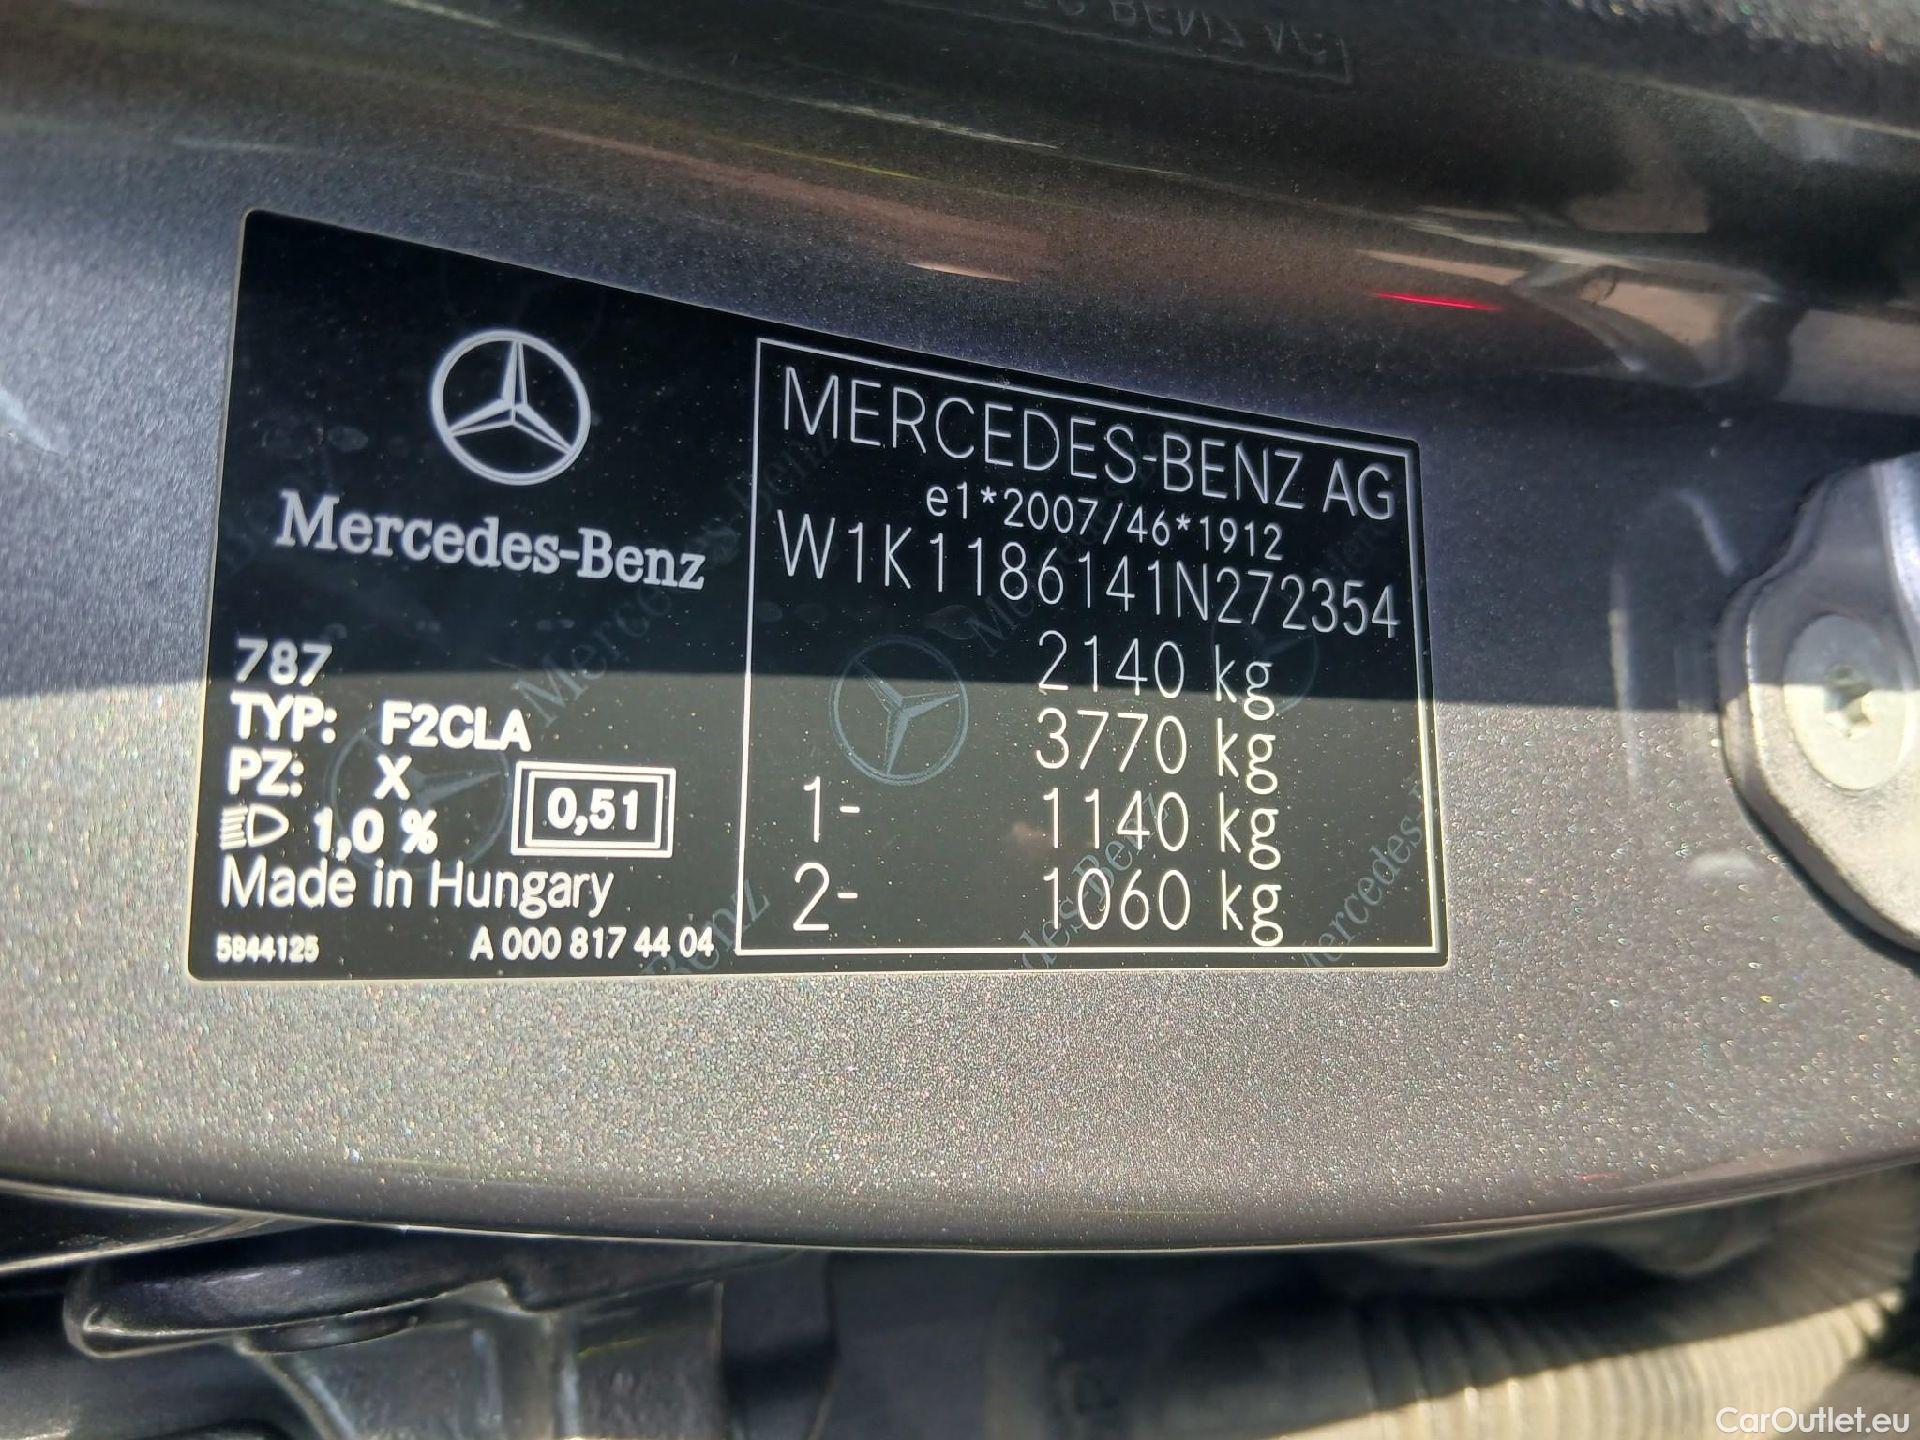 Mercedes-Benz
787
TYP: F2CLA
PZ: X
1,0 %
0,51
Made in Hungary
5844125
A 000 817 44 04
MERCEDES-BENZ AG
e1*2007/46*1912
W1K1186141N272354
2140 kg
3770 kg
1- 1140 kg
2- 1060 kg
CarOutlet.eu